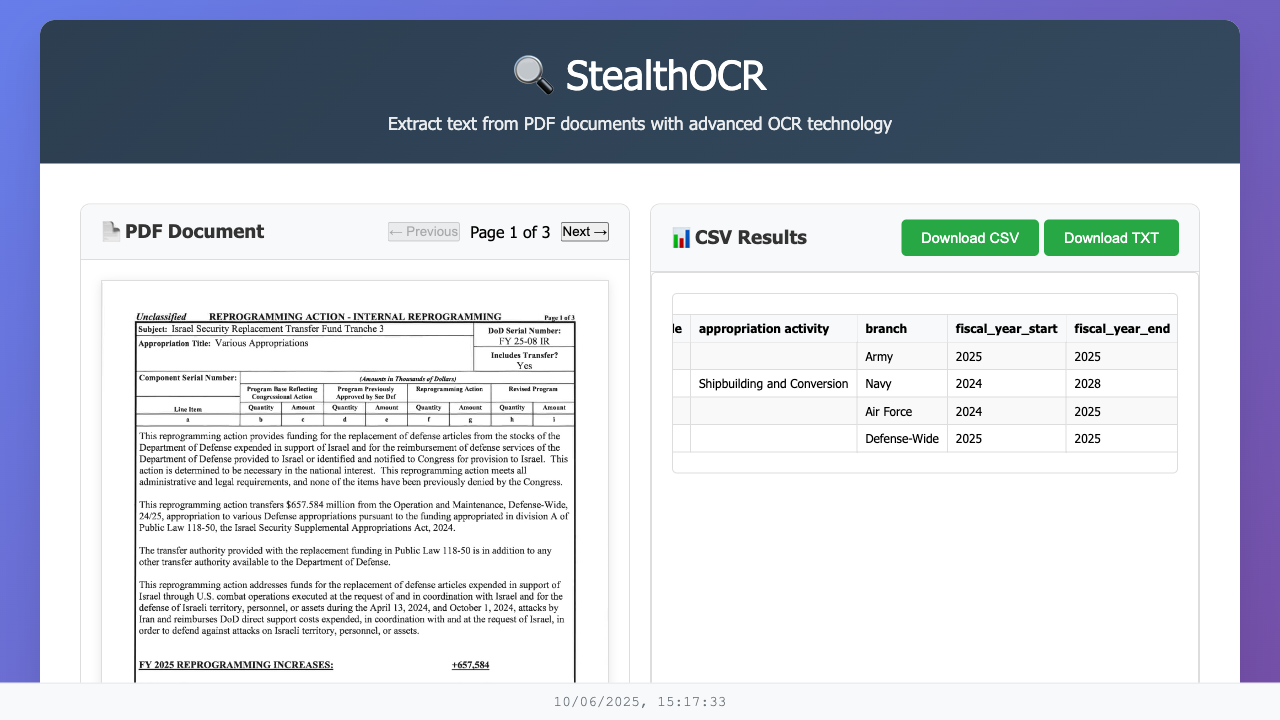 StealthOCR
Extract text from PDF documents with advanced OCR technology
PDF Document
← Previous
Page 1 of 3
Next →
Unclassified REPROGRAMMING ACTION - INTERNAL REPROGRAMMING Page 1 of 3
Subject: Israel Security Replacement Transfer Fund Tranche 3
DoD Serial Number:
FY 25-08 IR
Appropriation Title: Various Appropriations
Includes Transfer?
Yes
Component Serial Number:
(Amounts in Thousands of Dollars)
Program Base Reflecting Congressional Action
Program Previously Approved by Sec Def
Reprogramming Action
Revised Program
Line Item Quantity Amount Quantity Amount Quantity Amount Quantity Amount
a b c d e f g h i
This reprogramming action provides funding for the replacement of defense articles from the stocks of the
Department of Defense expended in support of Israel and for the reimbursement of defense services of the
Department of Defense provided to Israel or identified and notified to Congress for provision to Israel. This
action is determined to be necessary in the national interest. This reprogramming action meets all
administrative and legal requirements, and none of the items have been previously denied by the Congress.
This reprogramming action transfers $657.584 million from the Operation and Maintenance, Defense-Wide,
24/25, appropriation to various Defense appropriations pursuant to the funding appropriated in division A of
Public Law 118-50, the Israel Security Supplemental Appropriations Act, 2024.
The transfer authority provided with the replacement funding in Public Law 118-50 is in addition to any
other transfer authority available to the Department of Defense.
This reprogramming action addresses funds for the replacement of defense articles expended in support of
Israel through U.S. combat operations executed at the request of and in coordination with Israel and for the
defense of Israeli territory, personnel, or assets during the April 13, 2024, and October 1, 2024, attacks by
Iran and reimburses DoD direct support costs expended, in coordination with and at the request of Israel, in
order to defend against attacks on Israeli territory, personnel, or assets.
FY 2025 REPROGRAMMING INCREASES: +657,584
CSV Results
Download CSV
Download TXT
le appropriation activity branch fiscal_year_start fiscal_year_end
Army 2025 2025
Shipbuilding and Conversion Navy 2024 2028
Air Force 2024 2025
Defense-Wide 2025 2025
10/06/2025, 15:17:33